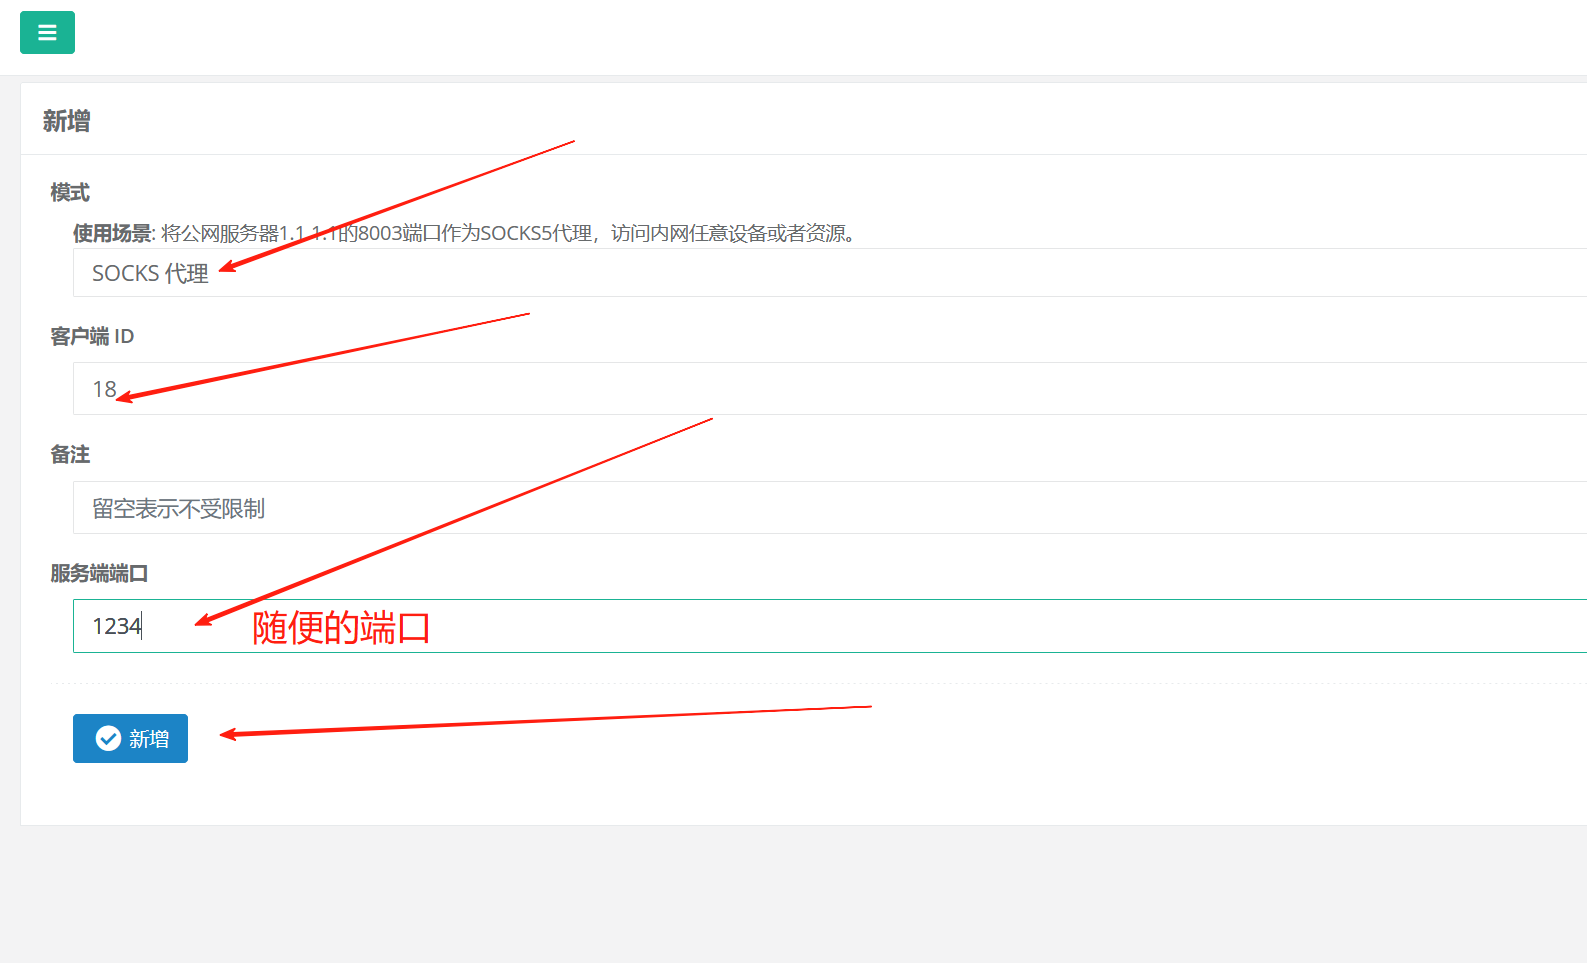 新增
模式
使用场景: 将公网服务器1.1.1.1的8003端口作为SOCKS5代理，访问内网任意设备或者资源。
SOCKS 代理
客户端 ID
18
备注
留空表示不受限制
服务端端口
1234 随便的端口
新增